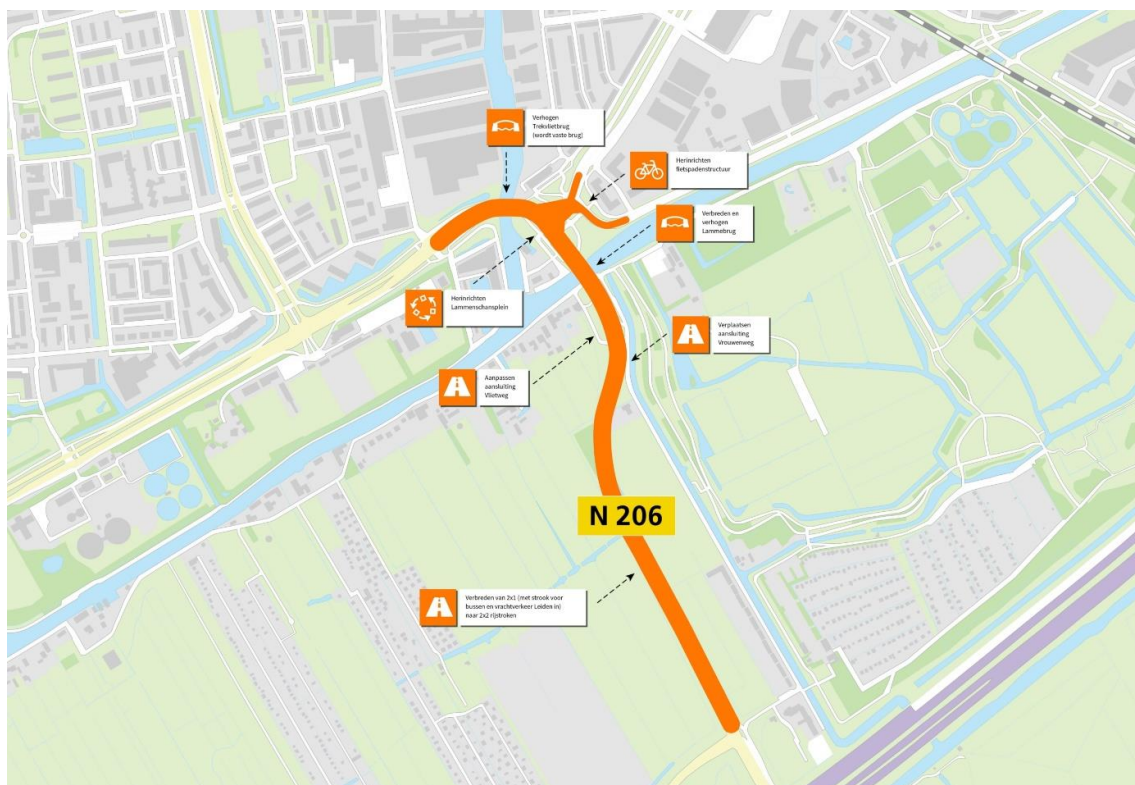 Verhogen
Trekvlietbrug
(wordt vaste brug)
Herinrichten
fietspadenstructuur
Verbreden en
verhogen
Lammebrug
Herinrichten
Lammenschansplein
Verplaatsen
aansluiting
Vrouwenweg
Aanpassen
aansluiting
Vlietweg
N 206
Verbreden van 2x1 (met strook voor
bussen en vrachtverkeer Leiden in)
naar 2x2 rijstroken